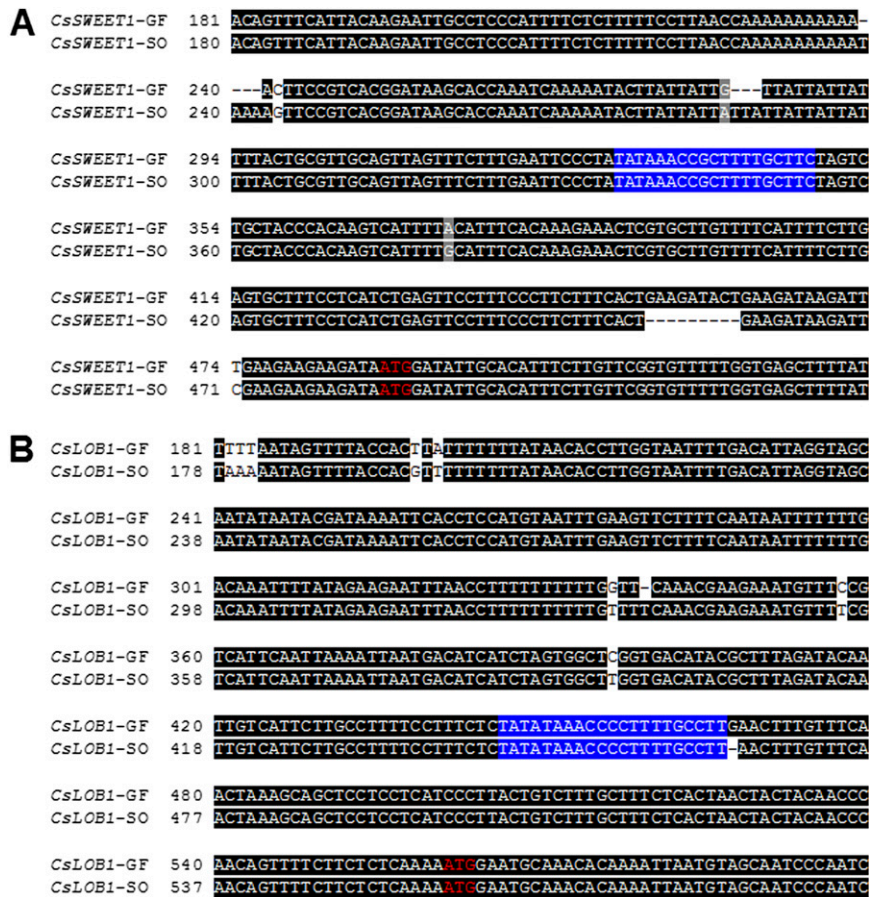 A
CsSWEET1-GF 181 ACAGTTTCATTACAAGAATTGCCTCCCATTTTCTCTTTTTCCTTAACCAAAAAAAAAAA-
CsSWEET1-SO 180 ACAGTTTCATTACAAGAATTGCCTCCCATTTTCTCTTTTTCCTTAACCAAAAAAAAAAAT
CsSWEET1-GF 240 ---ACTTCCGTCACGGATAAGCACCAAATCAAAAATACTTATTATTG---TTATTATTAT
CsSWEET1-SO 240 AAAAGTTCCGTCACGGATAAGCACCAAATCAAAAATACTTATTATTATTATTATTATTAT
CsSWEET1-GF 294 TTTACTGCGTTGCAGTTAGTTTCTTTGAATTCCCTATATAAACCGCTTTTGCTTCTAGTC
CsSWEET1-SO 300 TTTACTGCGTTGCAGTTAGTTTCTTTGAATTCCCTATATAAACCGCTTTTGCTTCTAGTC
CsSWEET1-GF 354 TGCTACCCACAAGTCATTTTACATTTCACAAAGAAACTCGTGCTTGTTTTCATTTTCTTG
CsSWEET1-SO 360 TGCTACCCACAAGTCATTTTGCATTTCACAAAGAAACTCGTGCTTGTTTTCATTTTCTTG
CsSWEET1-GF 414 AGTGCTTTCCTCATCTGAGTTCCTTTCCCTTCTTTCACTGAAGATACTGAAGATAAGATT
CsSWEET1-SO 420 AGTGCTTTCCTCATCTGAGTTCCTTTCCCTTCTTTCACT---------GAAGATAAGATT
CsSWEET1-GF 474 TGAAGAAGAAGATAATGGATATTGCACATTTCTTGTTCGGTGTTTTTGGTGAGCTTTTAT
CsSWEET1-SO 471 CGAAGAAGAAGATAATGGATATTGCACATTTCTTGTTCGGTGTTTTTGGTGAGCTTTTAT
B
CsLOB1-GF 181 TTTTAATAGTTTTACCACTTATTTTTTTATAACACCTTGGTAATTTTGACATTAGGTAGC
CsLOB1-SO 178 TAAAAATAGTTTTACCACGTTTTTTTTTATAACACCTTGGTAATTTTGACATTAGGTAGC
CsLOB1-GF 241 AATATAATACGATAAAATTCACCTCCATGTAATTTGAAGTTCTTTTCAATAATTTTTTTG
CsLOB1-SO 238 AATATAATACGATAAAATTCACCTCCATGTAATTTGAAGTTCTTTTCAATAATTTTTTTG
CsLOB1-GF 301 ACAAATTTTATAGAAGAATTTAACCTTTTTTTTTTGGTT-CAAACGAAGAAATGTTTCCG
CsLOB1-SO 298 ACAAATTTTATAGAAGAATTTAACCTTTTTTTTTTGTTTTCAAACGAAGAAATGTTTTCG
CsLOB1-GF 360 TCATTCAATTAAAATTAATGACATCATCTAGTGGCTCGGTGACATACGCTTTAGATACAA
CsLOB1-SO 358 TCATTCAATTAAAATTAATGACATCATCTAGTGGCTTGGTGACATACGCTTTAGATACAA
CsLOB1-GF 420 TTGTCATTCTTGCCTTTTCCTTTCTCTATATAAACCCCTTTTGCCTTGAACTTTGTTTCA
CsLOB1-SO 418 TTGTCATTCTTGCCTTTTCCTTTCTCTATATAAACCCCTTTTGCCTT-AACTTTGTTTCA
CsLOB1-GF 480 ACTAAAGCAGCTCCTCCTCATCCCTTACTGTCTTTGCTTTCTCACTAACTACTACAACCC
CsLOB1-SO 477 ACTAAAGCAGCTCCTCCTCATCCCTTACTGTCTTTGCTTTCTCACTAACTACTACAACCC
CsLOB1-GF 540 AACAGTTTTCTTCTCTCAAAAATGGAATGCAAACACAAAATTAATGTAGCAATCCCAATC
CsLOB1-SO 537 AACAGTTTTCTTCTCTCAAAAATGGAATGCAAACACAAAATTAATGTAGCAATCCCAATC